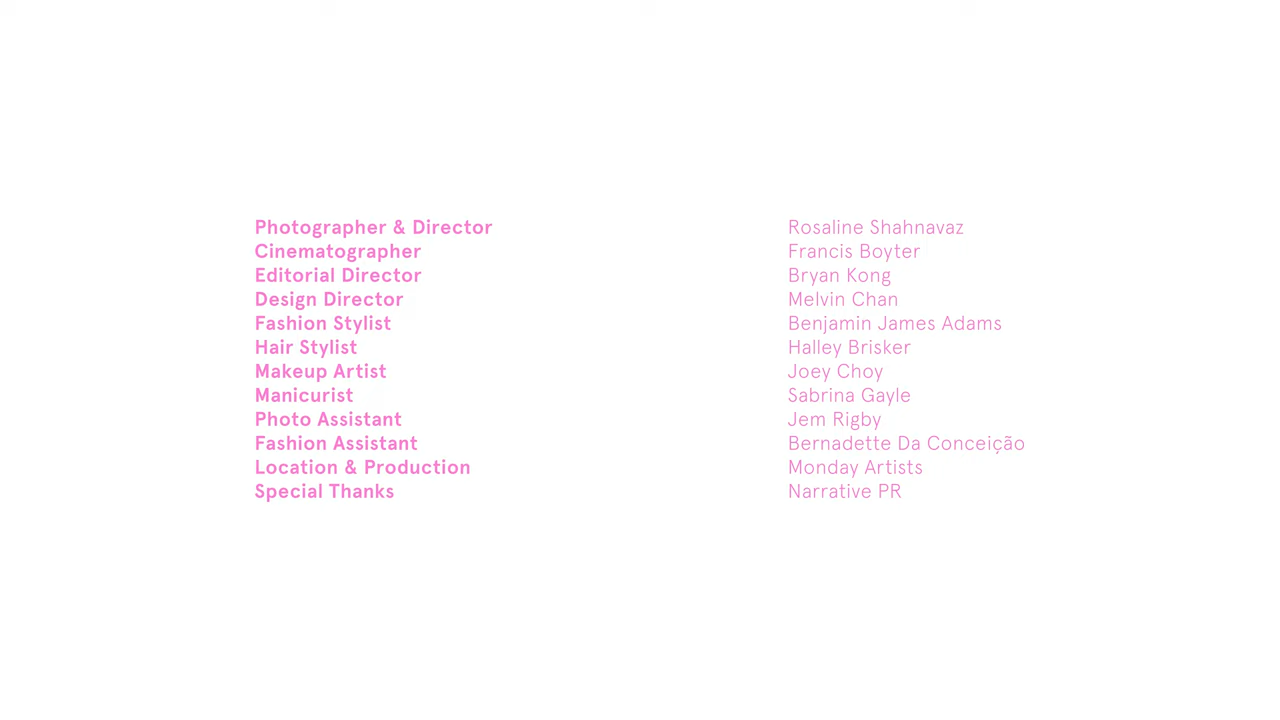 Photographer & Director Rosaline Shahnavaz
Cinematographer Francis Boyter
Editorial Director Bryan Kong
Design Director Melvin Chan
Fashion Stylist Benjamin James Adams
Hair Stylist Halley Brisker
Makeup Artist Joey Choy
Manicurist Sabrina Gayle
Photo Assistant Jem Rigby
Fashion Assistant Bernadette Da Conceição
Location & Production Monday Artists
Special Thanks Narrative PR